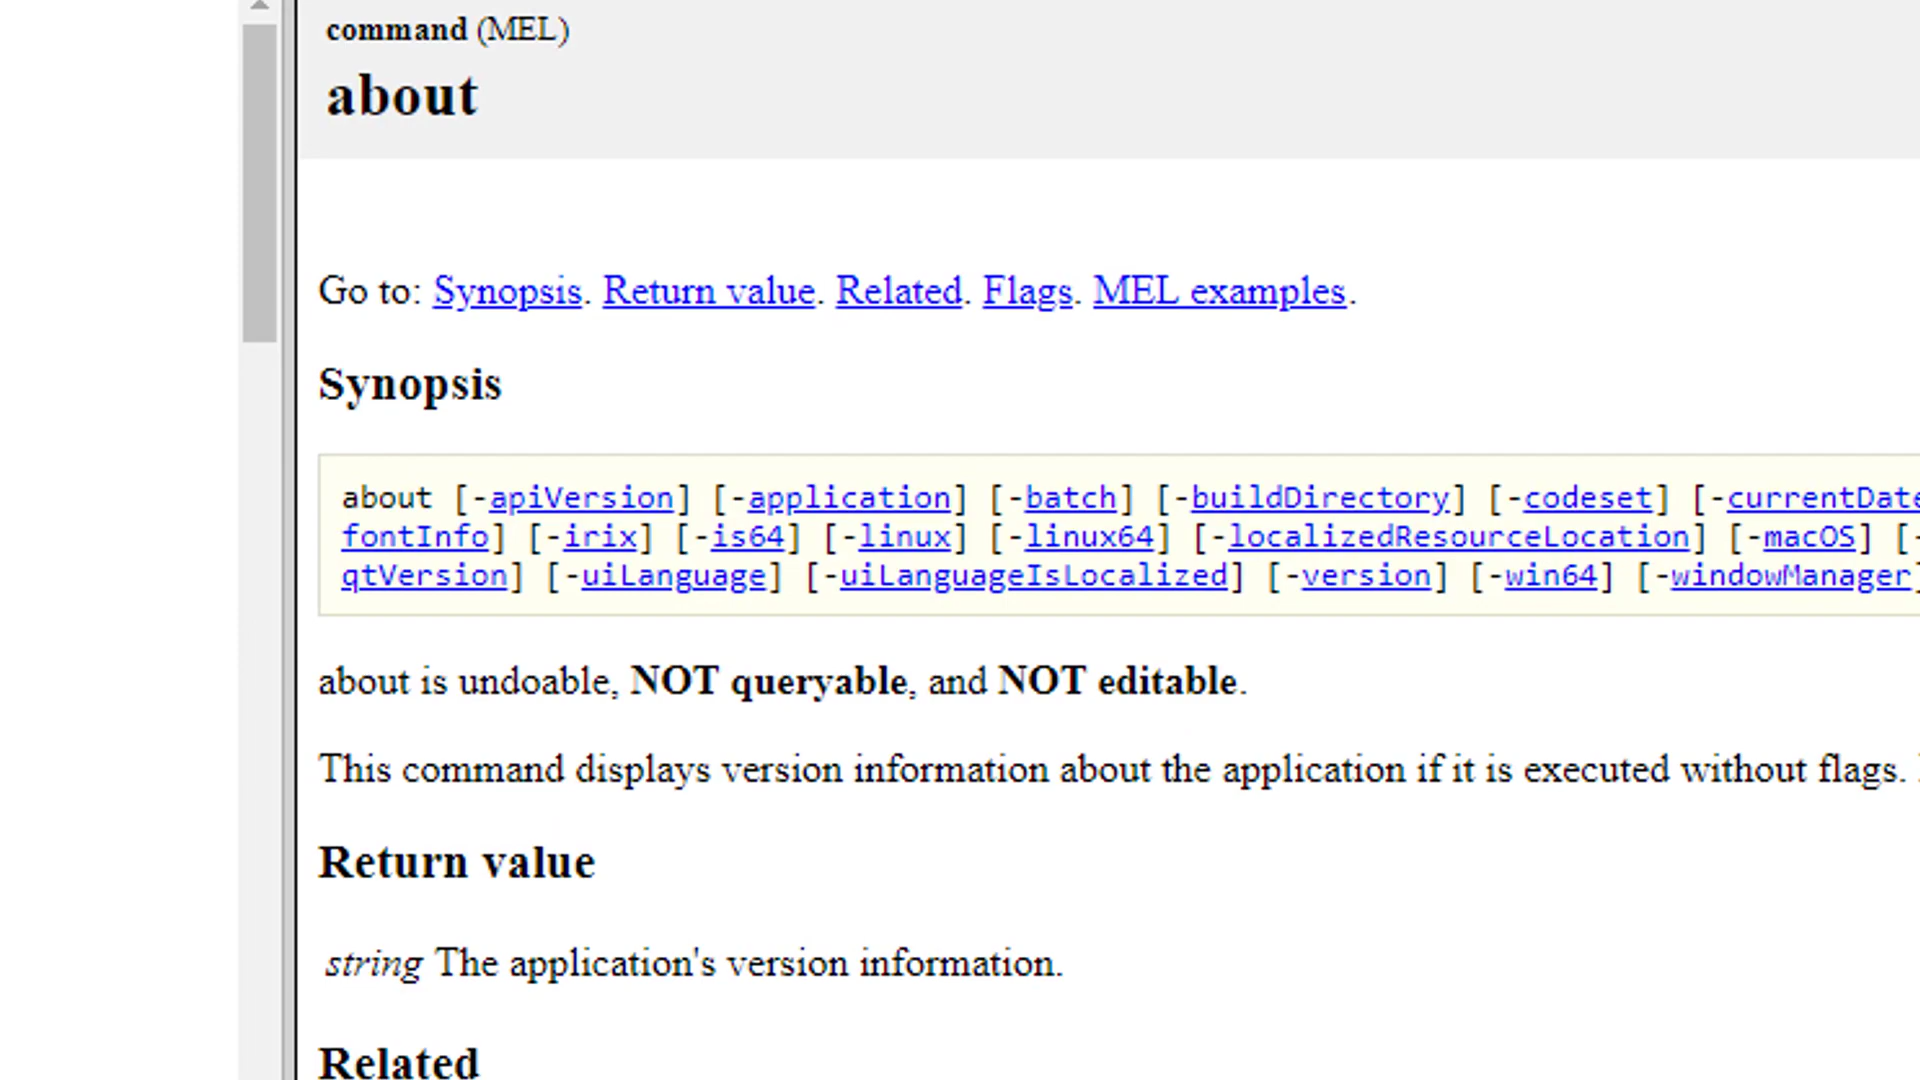 command (MEL)
about
Go to: Synopsis. Return value. Related. Flags. MEL examples.
Synopsis
about [-apiVersion] [-application] [-batch] [-buildDirectory] [-codeset] [-currentDate
fontInfo] [-irix] [-is64] [-linux] [-linux64] [-localizedResourceLocation] [-macOS] [-
qtVersion] [-uiLanguage] [-uiLanguageIsLocalized] [-version] [-win64] [-windowManager]
about is undoable, NOT queryable, and NOT editable.
This command displays version information about the application if it is executed without flags.
Return value
string The application's version information.
Related